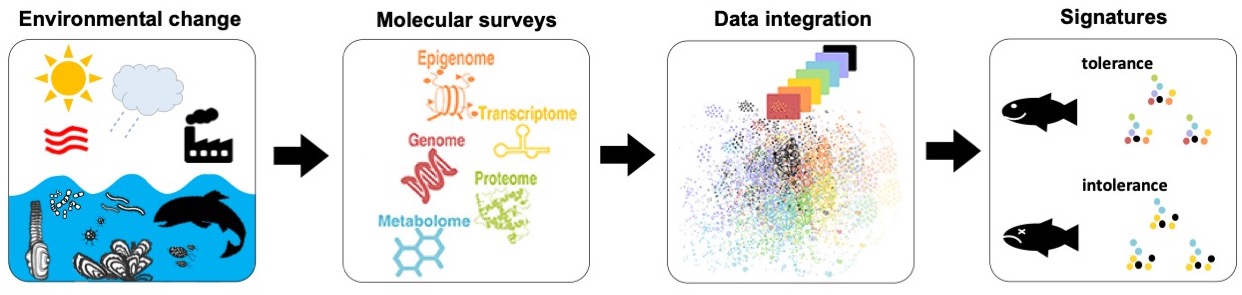 Environmental change
Molecular surveys
Data integration
Signatures
Epigenome
Transcriptome
Genome
Proteome
Metabolome
tolerance
intolerance